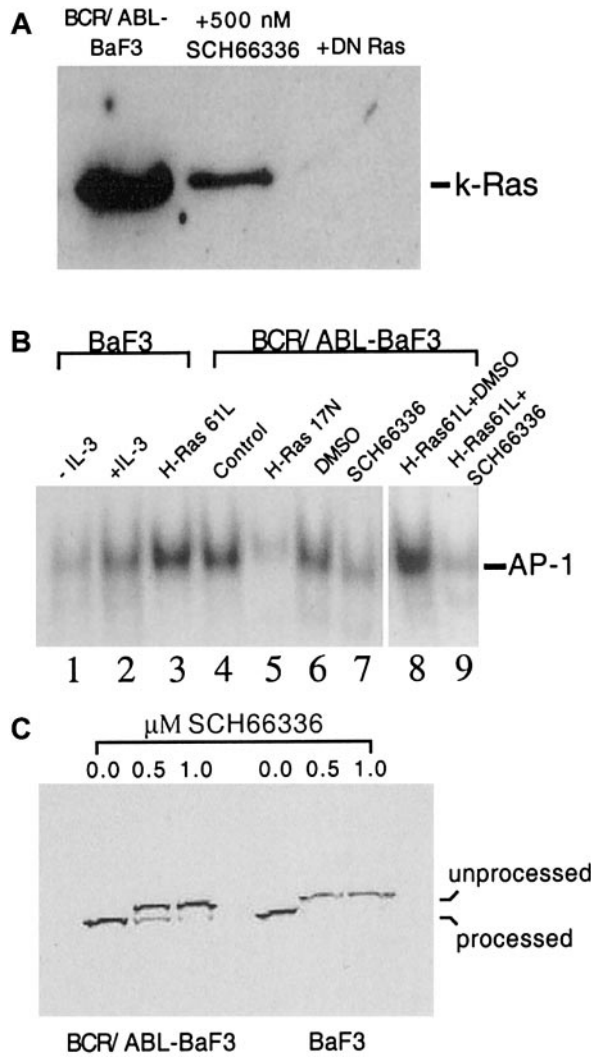 A
BCR/ ABL-
BaF3
+500 nM
SCH66336
+DN Ras
k-Ras
B
BaF3
BCR/ ABL-BaF3
- IL-3
+IL-3
H-Ras 61L
Control
H-Ras 17N
DMSO
SCH66336
H-Ras61L+DMSO
H-Ras61L+
SCH66336
AP-1
1 2 3 4 5 6 7 8 9
C
μM SCH66336
0.0 0.5 1.0 0.0 0.5 1.0
unprocessed
processed
BCR/ ABL-BaF3 BaF3